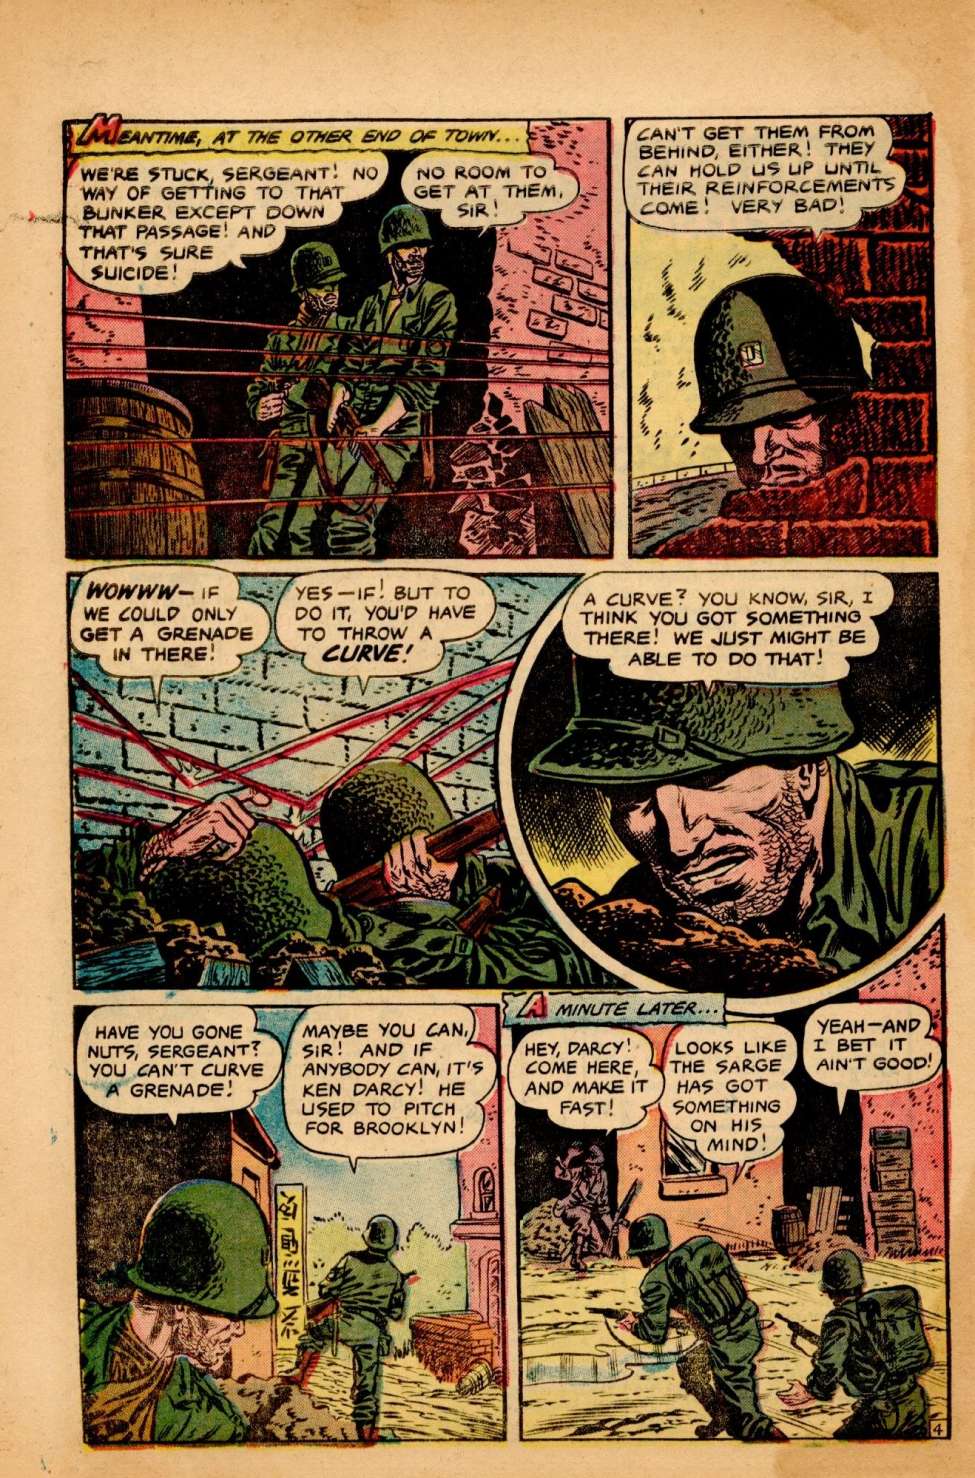 MEANTIME, AT THE OTHER END OF TOWN...
WE'RE STUCK, SERGEANT! NO
WAY OF GETTING TO THAT
BUNKER EXCEPT DOWN
THAT PASSAGE! AND
THAT'S SURE
SUICIDE!
NO ROOM TO
GET AT THEM,
SIR!
CAN'T GET THEM FROM
BEHIND, EITHER! THEY
CAN HOLD US UP UNTIL
THEIR REINFORCEMENTS
COME! VERY BAD!
WOWWW-IF
WE COULD ONLY
GET A GRENADE
IN THERE!
YES-IF! BUT TO
DO IT, YOU'D HAVE
TO THROW A
CURVE!
A CURVE? YOU KNOW, SIR, I
THINK YOU GOT SOMETHING
THERE! WE JUST MIGHT BE
ABLE TO DO THAT!
HAVE YOU GONE
NUTS, SERGEANT?
YOU CAN'T CURVE
A GRENADE!
MAYBE YOU CAN,
SIR! AND IF
ANYBODY CAN, IT'S
KEN DARCY! HE
USED TO PITCH
FOR BROOKLYN!
A MINUTE LATER...
HEY, DARCY!
COME HERE,
AND MAKE IT
FAST!
LOOKS LIKE
THE SARGE
HAS GOT
SOMETHING
ON HIS
MIND!
YEAH-AND
I BET IT
AIN'T GOOD!
4